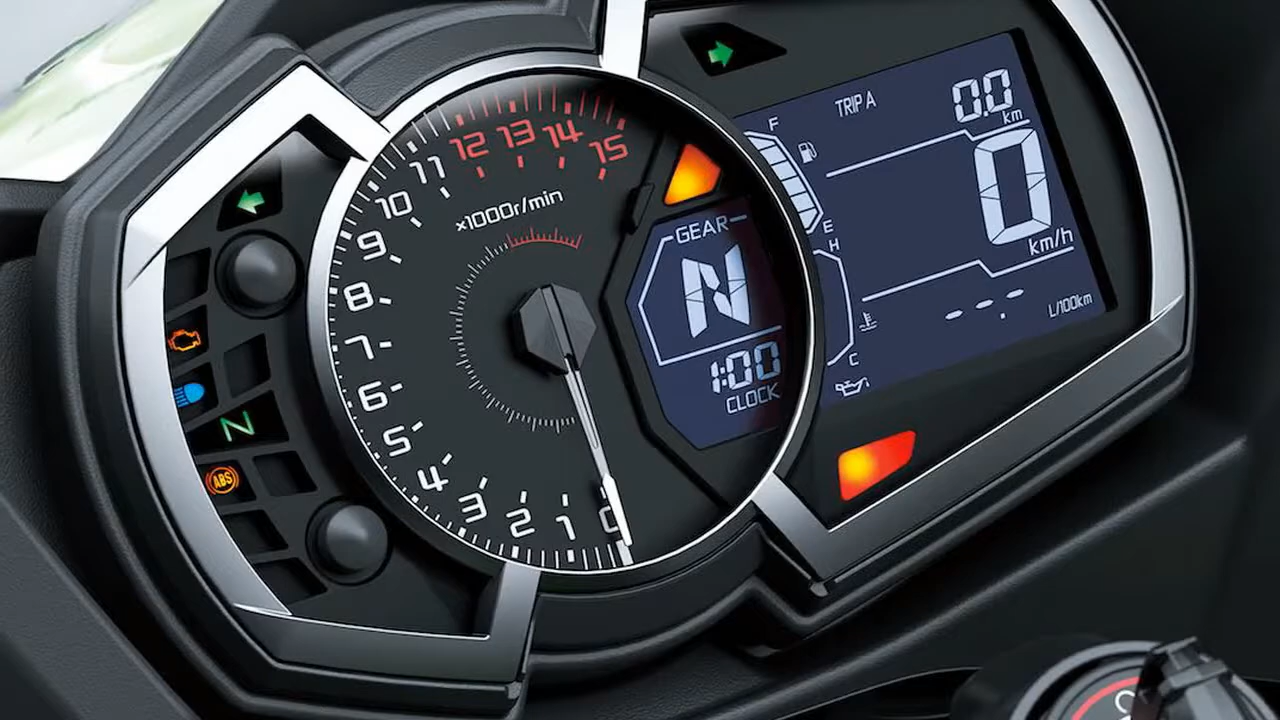 12 13 14 15
11
10
9
8
7
6
5
4
3
2
1
0
x1000r/min
GEAR
N
1:00
CLOCK
F
E
H
C
TRIP A
0.0
km
0
km/h
--.-
L/100km
N
ABS